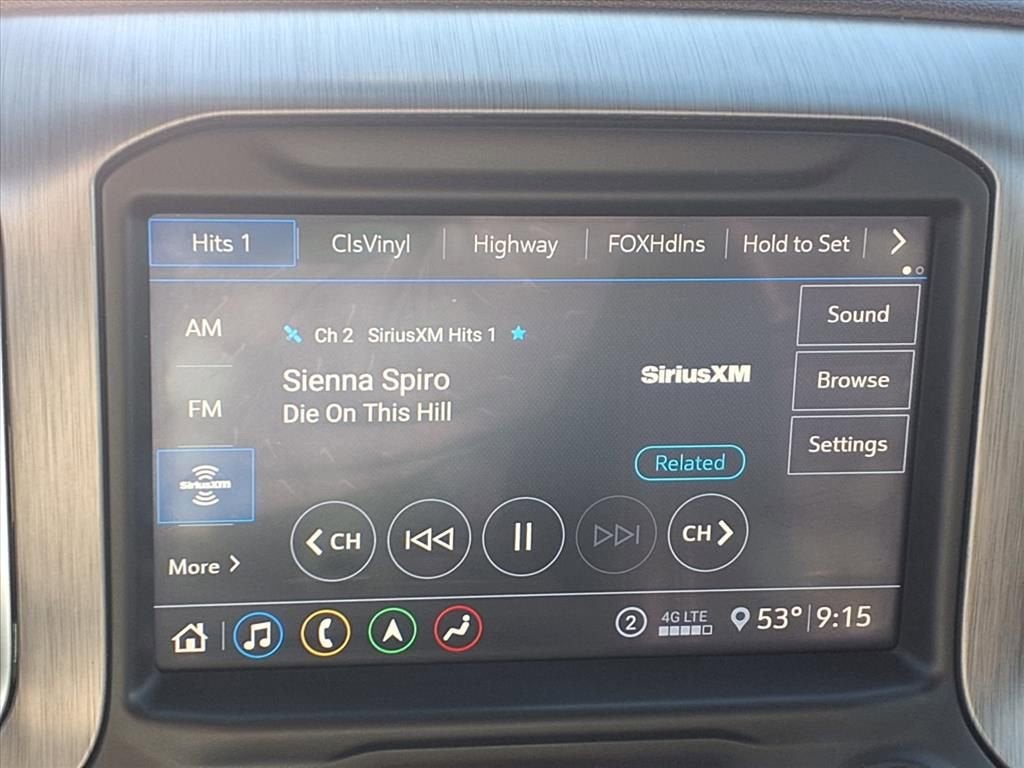 Hits 1 ClsVinyl Highway FOXHdlns Hold to Set
AM
FM
SiriusXM
More
Ch 2 SiriusXM Hits 1
Sienna Spiro
Die On This Hill
SiriusXM
Related
Sound
Browse
Settings
CH
CH
2 4G LTE 53° 9:15